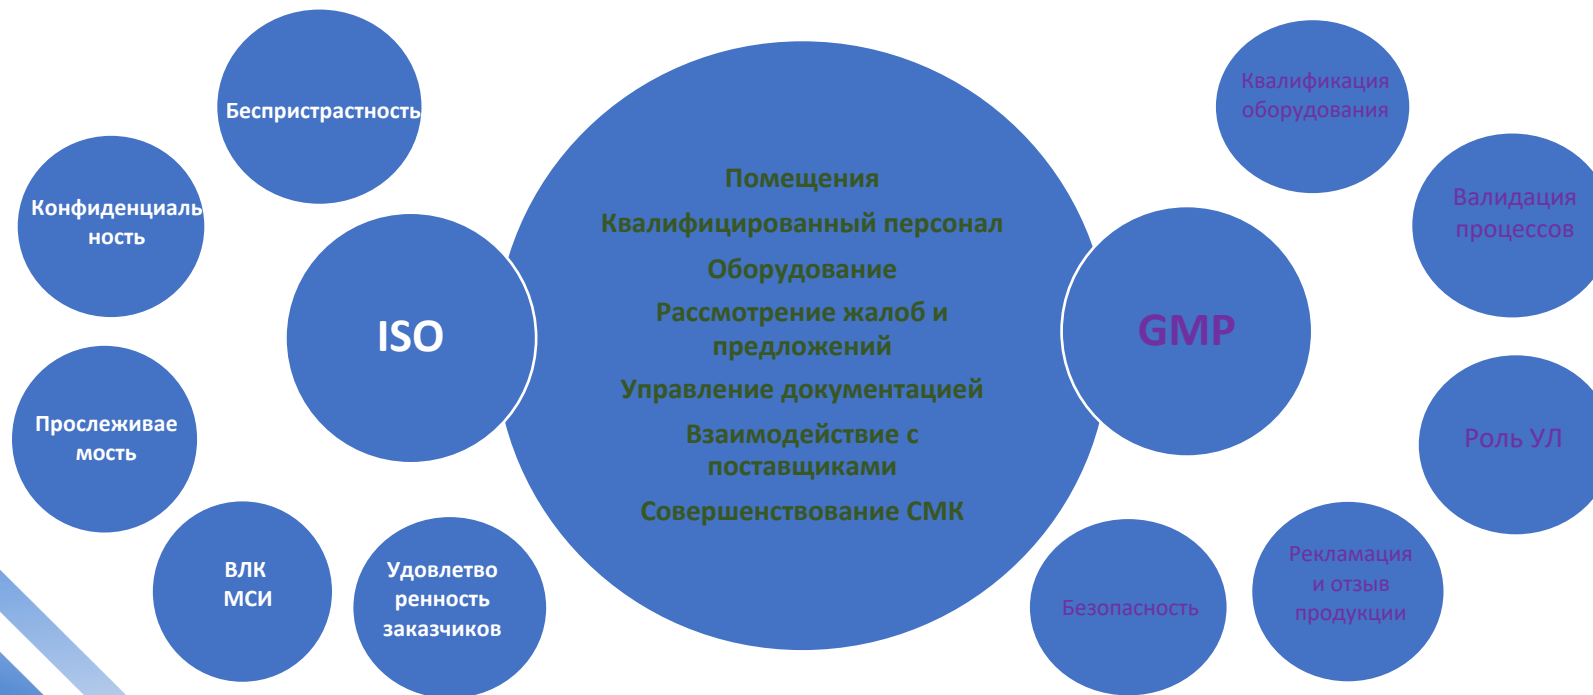 Беспристрастность
Конфиденциаль
ность
Прослеживае
мость
ВЛК
МСИ
Удовлетво
ренность
заказчиков
ISO
Помещения
Квалифицированный персонал
Оборудование
Рассмотрение жалоб и
предложений
Управление документацией
Взаимодействие с
поставщиками
Совершенствование СМК
GMP
Квалификация
оборудования
Валидация
процессов
Роль УЛ
Рекламация
и отзыв
продукции
Безопасность